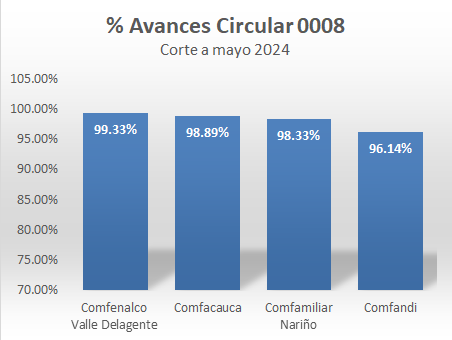 % Avances Circular 0008
Corte a mayo 2024
105.00%
100.00%
95.00%
90.00%
85.00%
80.00%
75.00%
70.00%
99.33%
98.89%
98.33%
96.14%
Comfenalco
Valle Delagente
Comfacauca
Comfamiliar
Nariño
Comfandi